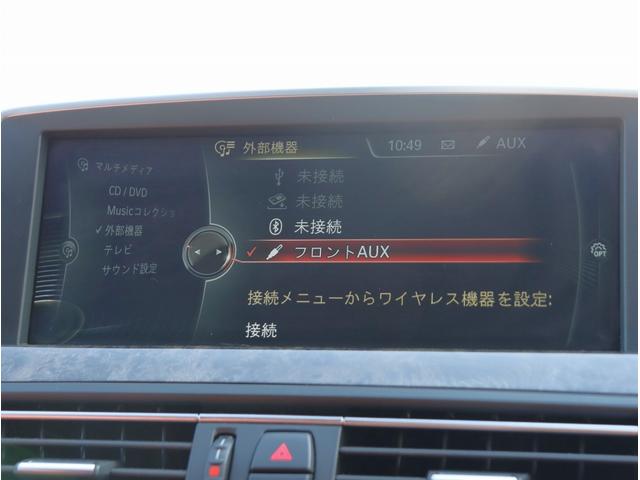 外部機器 10:49 AUX
マルチメディア
CD / DVD
Musicコレクショ
✓外部機器
テレビ
サウンド設定
未接続
未接続
未接続
✓ フロントAUX
接続メニューからワイヤレス機器を設定:
接続
OPT